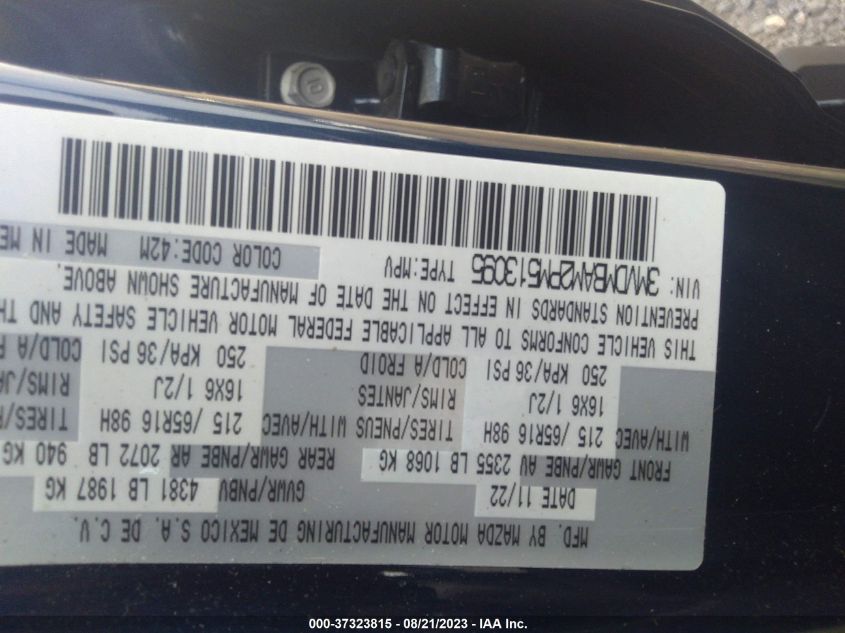 MFD. BY MAZDA MOTOR MANUFACTURING DE MEXICO S.A. DE C.V.
DATE 11/22 GVWR/PNBV 4381 LB 1987 KG
FRONT GAWR/PNBE AV 2355 LB 1068 KG REAR GAWR/PNBE AR 2072 LB 940 KG
WITH/AVEC 215 /65R16 98H TIRES/PNEUS WITH/AVEC 215 /65R16 98H TIRES/
16X6 1/2J RIMS/JANTES 16X6 1/2J RIMS/
250 KPA/36 PSI COLD/A FROID 250 KPA/36 PSI COLD/A
THIS VEHICLE CONFORMS TO ALL APPLICABLE FEDERAL MOTOR VEHICLE SAFETY AND
PREVENTION STANDARDS IN EFFECT ON THE DATE OF MANUFACTURE SHOWN ABOVE.
VIN: 3MVDMBAM2PM513095 TYPE:MPV COLOR CODE:42M MADE IN
10
000-37323815 - 08/21/2023 - IAA Inc.